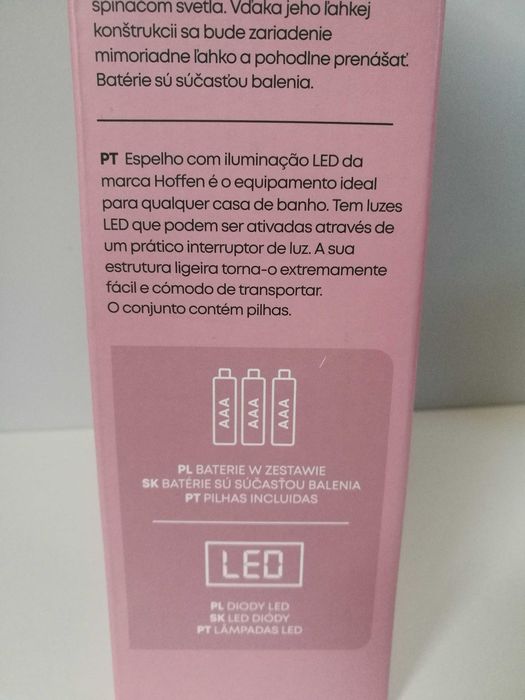 spínačom svetla. Vďaka jeho ľahkej
konštrukcii sa bude zariadenie
mimoriadne ľahko a pohodlne prenášať.
Batérie sú súčasťou balenia.
PT Espelho com iluminação LED da
marca Hoffen é o equipamento ideal
para qualquer casa de banho. Tem luzes
LED que podem ser ativadas através de
um prático interruptor de luz. A sua
estrutura ligeira torna-o extremamente
fácil e cómodo de transportar.
O conjunto contém pilhas.
AAA AAA AAA
PL BATERIE W ZESTAWIE
SK BATÉRIE SÚ SÚČASŤOU BALENIA
PT PILHAS INCLUIDAS
LED
PL DIODY LED
SK LED DIÓDY
PT LÂMPADAS LED